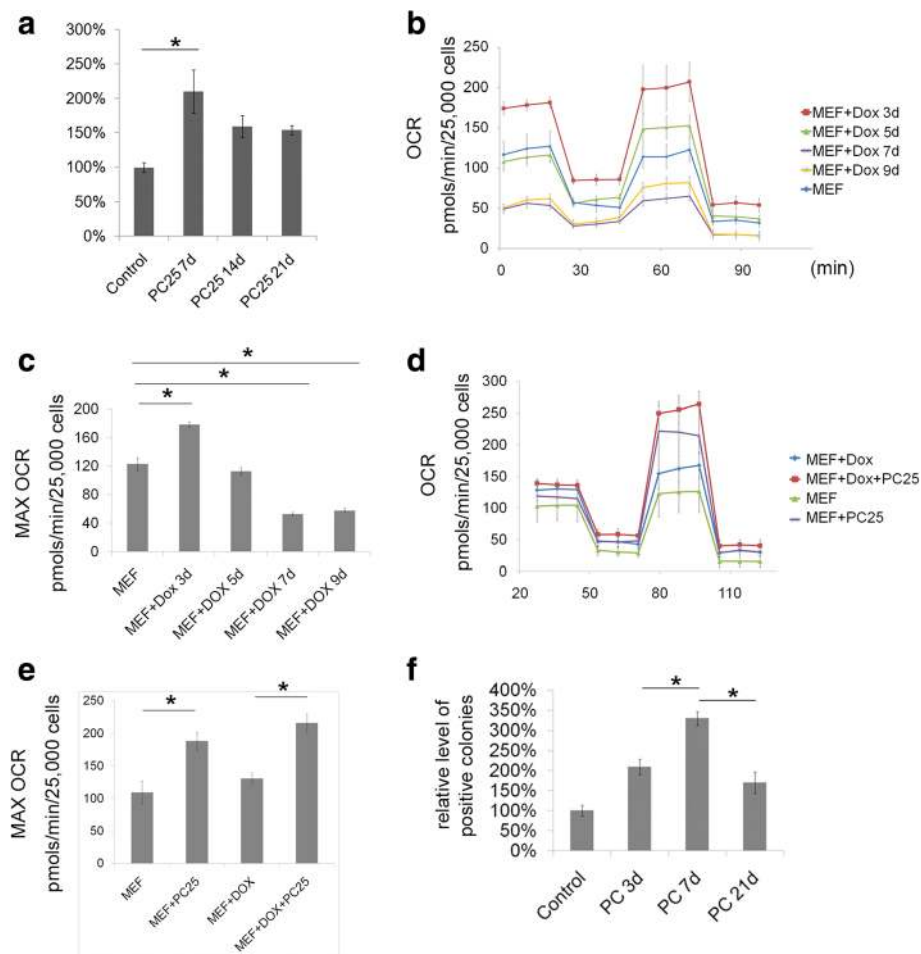 a
*
300%
250%
200%
150%
100%
50%
0%
Control
PC25 7d
PC25 14d
PC25 21d
b
OCR
pmols/min/25,000 cells
250
200
150
100
50
0
0 30 60 90 (min)
MEF+Dox 3d
MEF+Dox 5d
MEF+Dox 7d
MEF+Dox 9d
MEF
c
*
*
*
MAX OCR
pmols/min/25,000 cells
200
160
120
80
40
0
MEF
MEF+Dox 3d
MEF+DOX 5d
MEF+DOX 7d
MEF+DOX 9d
d
OCR
pmols/min/25,000 cells
300
250
200
150
100
50
0
20 50 80 110
MEF+Dox
MEF+Dox+PC25
MEF
MEF+PC25
e
* *
MAX OCR
pmols/min/25,000 cells
250
200
150
100
50
0
MEF
MEF+PC25
MEF+DOX
MEF+DOX+PC25
f
* *
relative level of
positive colonies
400%
350%
300%
250%
200%
150%
100%
50%
0%
Control
PC 3d
PC 7d
PC 21d